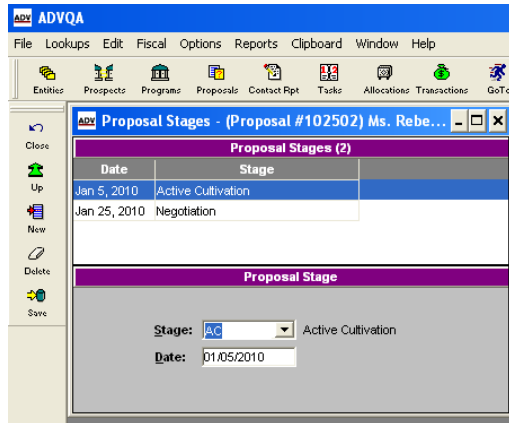 ADV ADVQA
File Lookups Edit Fiscal Options Reports Clipboard Window Help
Entities Prospects Programs Proposals Contact Rpt Tasks Allocations Transactions GoTo
Close
Up
New
Delete
Save
ADV Proposal Stages - (Proposal #102502) Ms. Rebe...
Proposal Stages (2)
Date Stage
Jan 5, 2010 Active Cultivation
Jan 25, 2010 Negotiation
Proposal Stage
Stage: AC Active Cultivation
Date: 01/05/2010